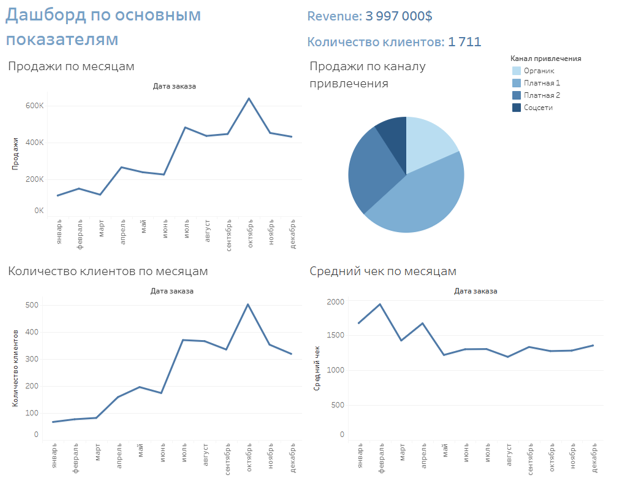 Дашборд по основным
показателям
Revenue: 3 997 000$
Количество клиентов: 1 711
Продажи по месяцам
Дата заказа
Продажи
600K
400K
200K
0K
январь
февраль
март
апрель
май
июнь
июль
август
сентябрь
октябрь
ноябрь
декабрь
Продажи по каналу
привлечения
Канал привлечения
Органик
Платная 1
Платная 2
Соцсети
Количество клиентов по месяцам
Дата заказа
Количество клиентов
500
400
300
200
100
0
январь
февраль
март
апрель
май
июнь
июль
август
сентябрь
октябрь
ноябрь
декабрь
Средний чек по месяцам
Дата заказа
Средний чек
2000
1500
1000
500
0
январь
февраль
март
апрель
май
июнь
июль
август
сентябрь
октябрь
ноябрь
декабрь